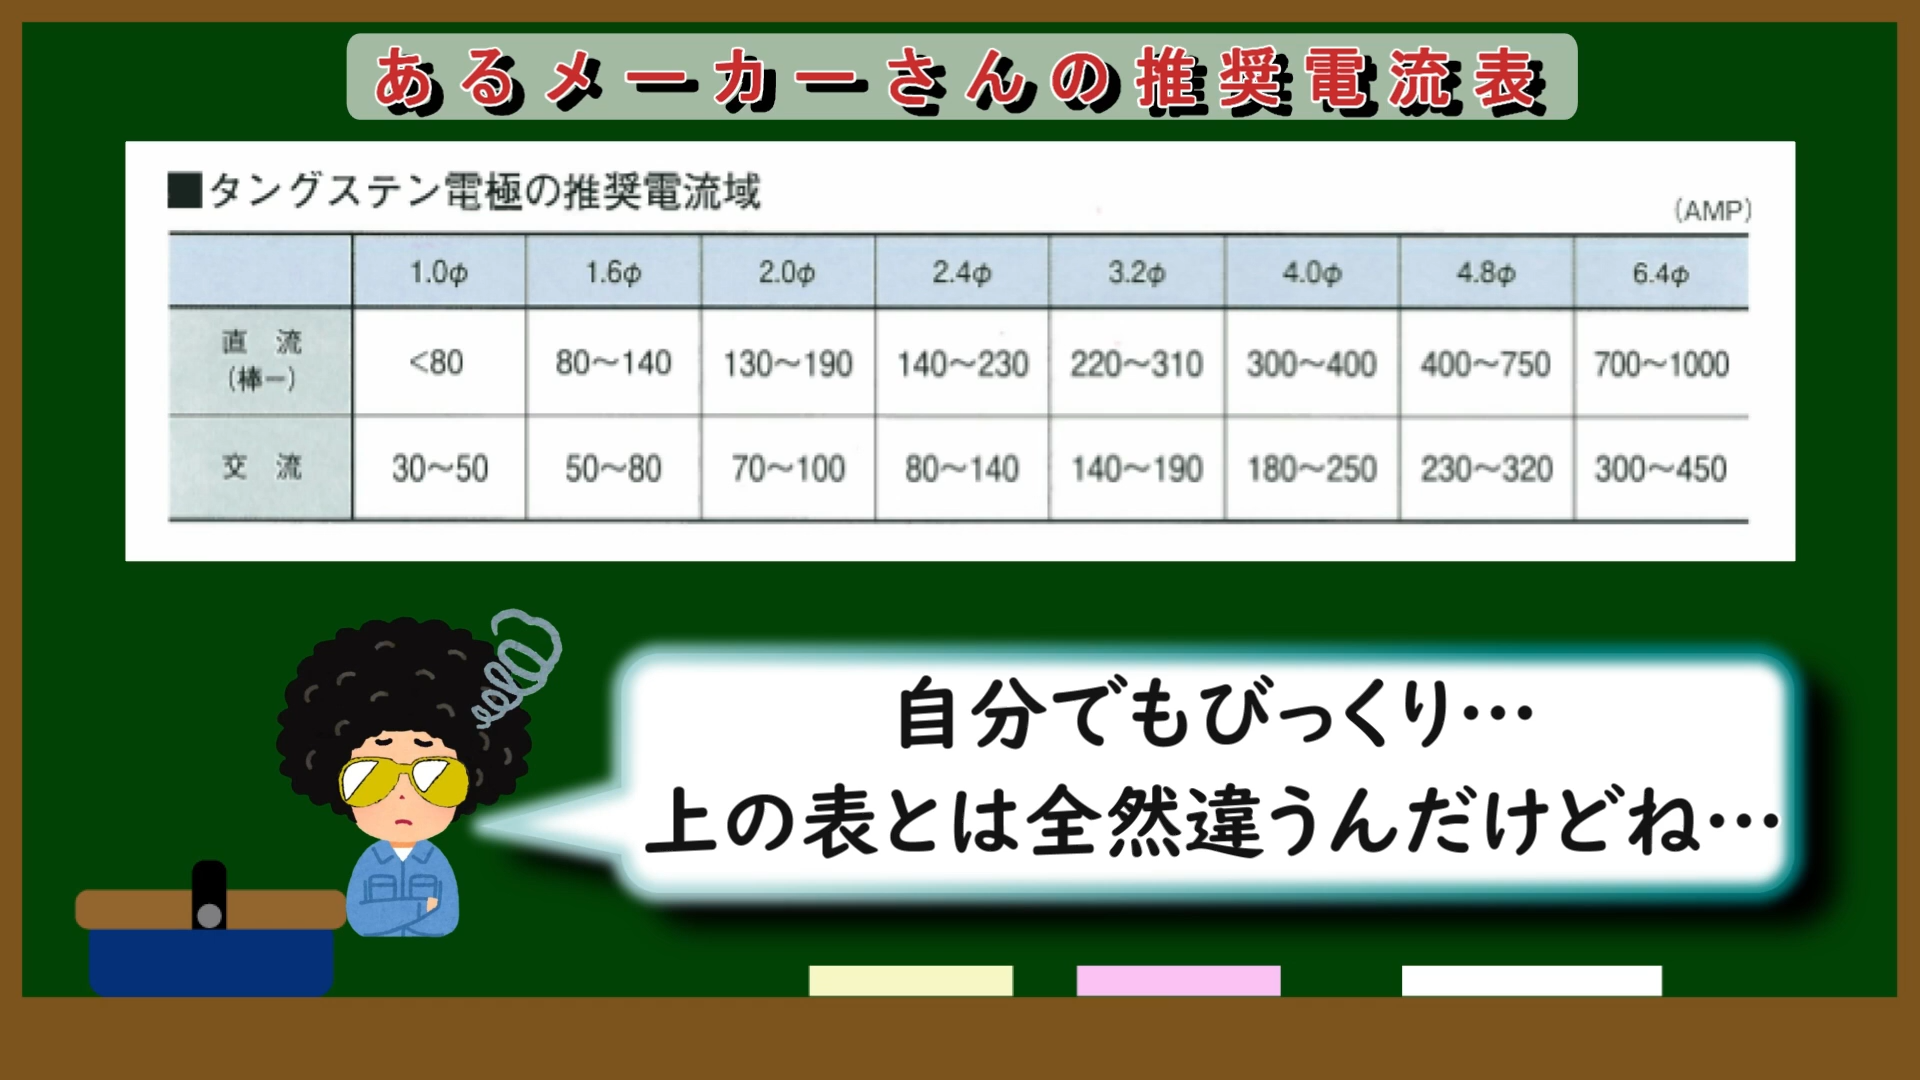 あるメーカーさんの推奨電流表
■タングステン電極の推奨電流域
(AMP)
1.0φ 1.6φ 2.0φ 2.4φ 3.2φ 4.0φ 4.8φ 6.4φ
直流(棒ー) <80 80〜140 130〜190 140〜230 220〜310 300〜400 400〜750 700〜1000
交流 30〜50 50〜80 70〜100 80〜140 140〜190 180〜250 230〜320 300〜450
自分でもびっくり…
上の表とは全然違うんだけどね…